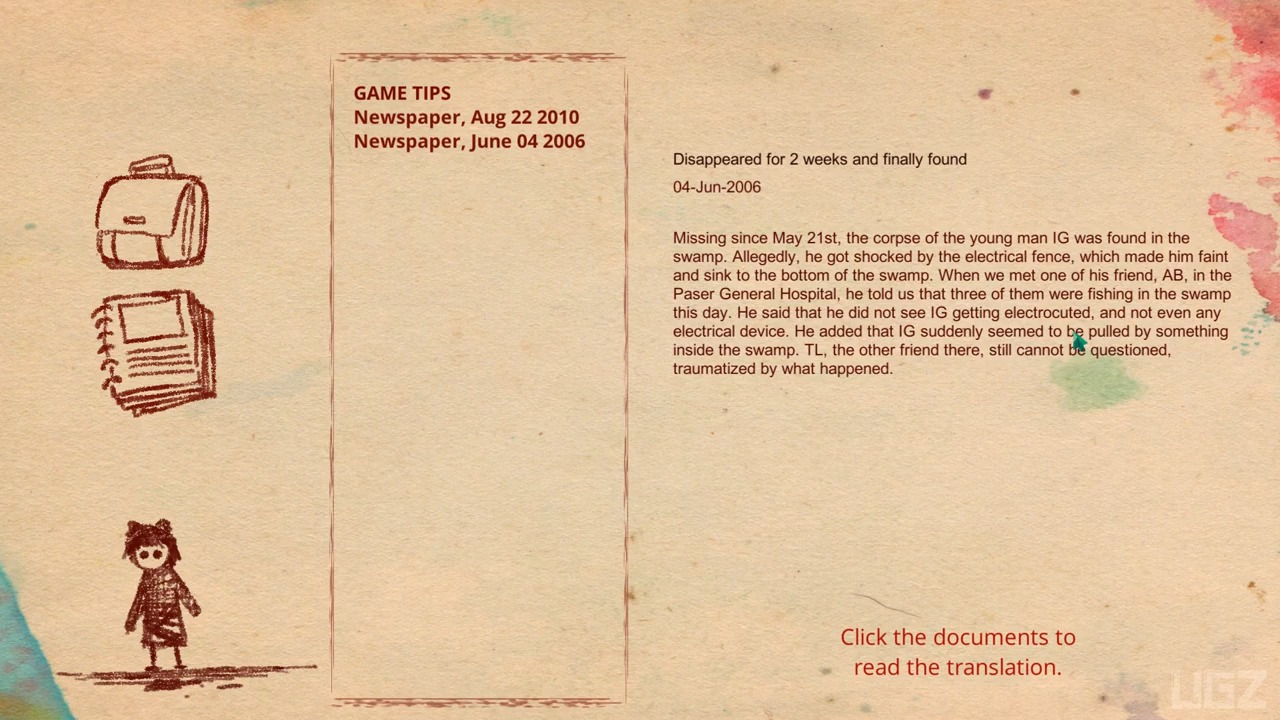 GAME TIPS
Newspaper, Aug 22 2010
Newspaper, June 04 2006
Disappeared for 2 weeks and finally found
04-Jun-2006
Missing since May 21st, the corpse of the young man IG was found in the
swamp. Allegedly, he got shocked by the electrical fence, which made him faint
and sink to the bottom of the swamp. When we met one of his friend, AB, in the
Paser General Hospital, he told us that three of them were fishing in the swamp
this day. He said that he did not see IG getting electrocuted, and not even any
electrical device. He added that IG suddenly seemed to be pulled by something
inside the swamp. TL, the other friend there, still cannot be questioned,
traumatized by what happened.
Click the documents to
read the translation.
UGZ